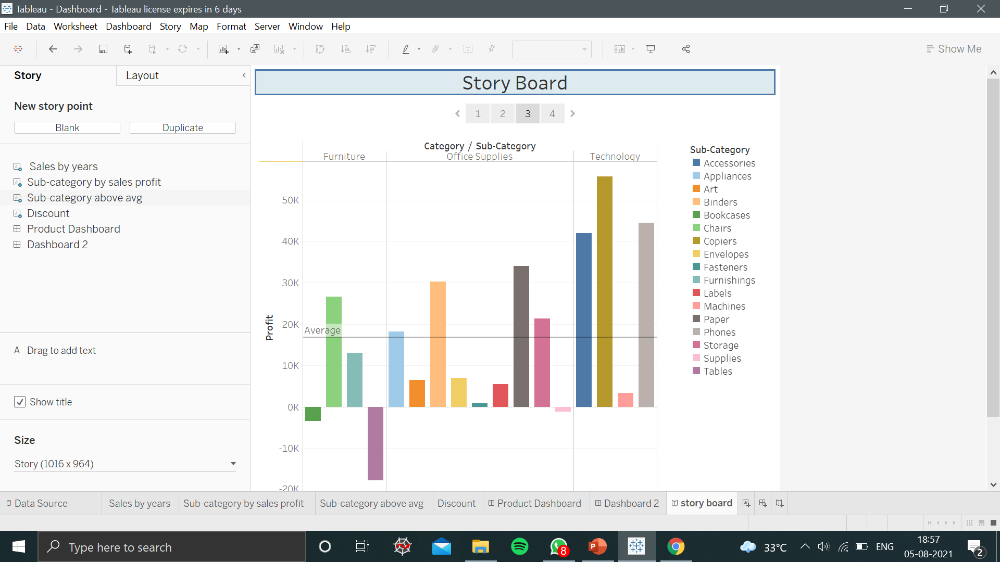 Tableau - Dashboard - Tableau license expires in 6 days
File Data Worksheet Dashboard Story Map Format Server Window Help
Show Me
Story Layout
New story point
Blank Duplicate
Sales by years
Sub-category by sales profit
Sub-category above avg
Discount
Product Dashboard
Dashboard 2
A Drag to add text
Show title
Size
Story (1016 x 964)
Story Board
1 2 3 4
Category / Sub-Category
Furniture Office Supplies Technology
Profit
50K
40K
30K
20K
Average
10K
0K
-10K
-20K
Sub-Category
Accessories
Appliances
Art
Binders
Bookcases
Chairs
Copiers
Envelopes
Fasteners
Furnishings
Labels
Machines
Paper
Phones
Storage
Supplies
Tables
Data Source Sales by years Sub-category by sales profit Sub-category above avg Discount Product Dashboard Dashboard 2 story board
Type here to search
8
P
33°C
ENG
18:57
05-08-2021
2